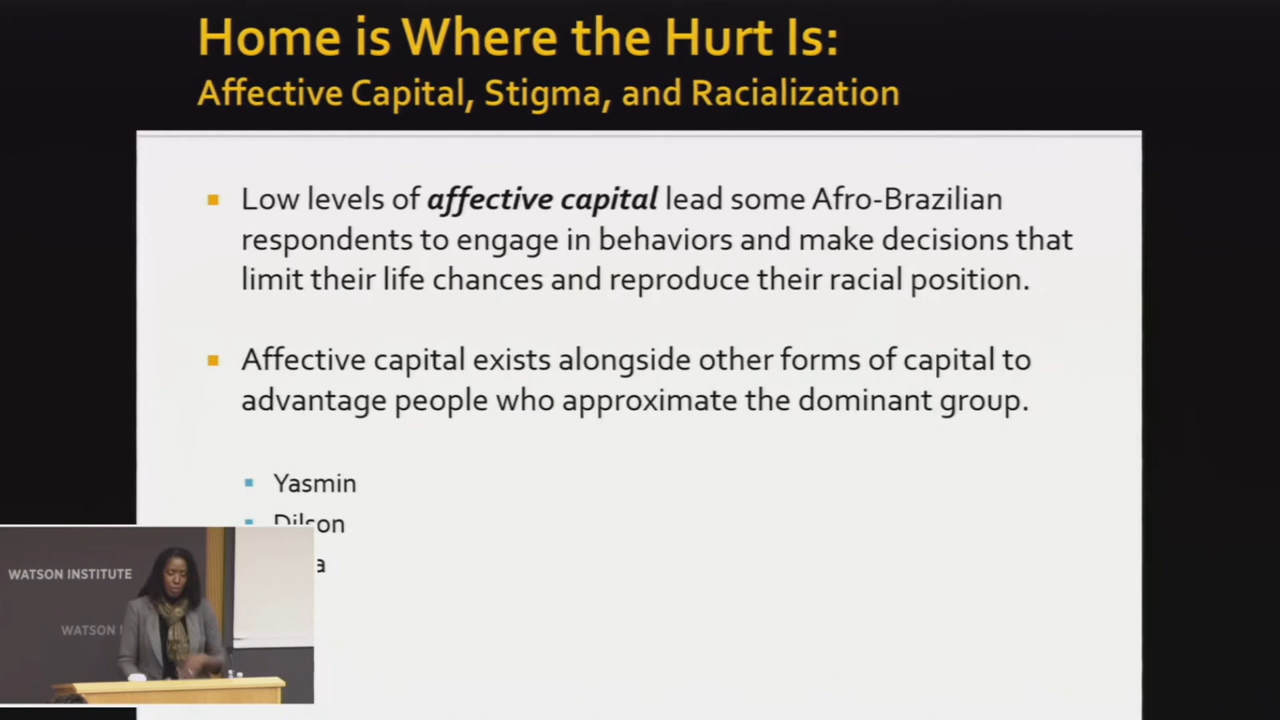 Home is Where the Hurt Is:
Affective Capital, Stigma, and Racialization
Low levels of affective capital lead some Afro-Brazilian
respondents to engage in behaviors and make decisions that
limit their life chances and reproduce their racial position.
Affective capital exists alongside other forms of capital to
advantage people who approximate the dominant group.
Yasmin
Dilson
WATSON INSTITUTE
WATSON